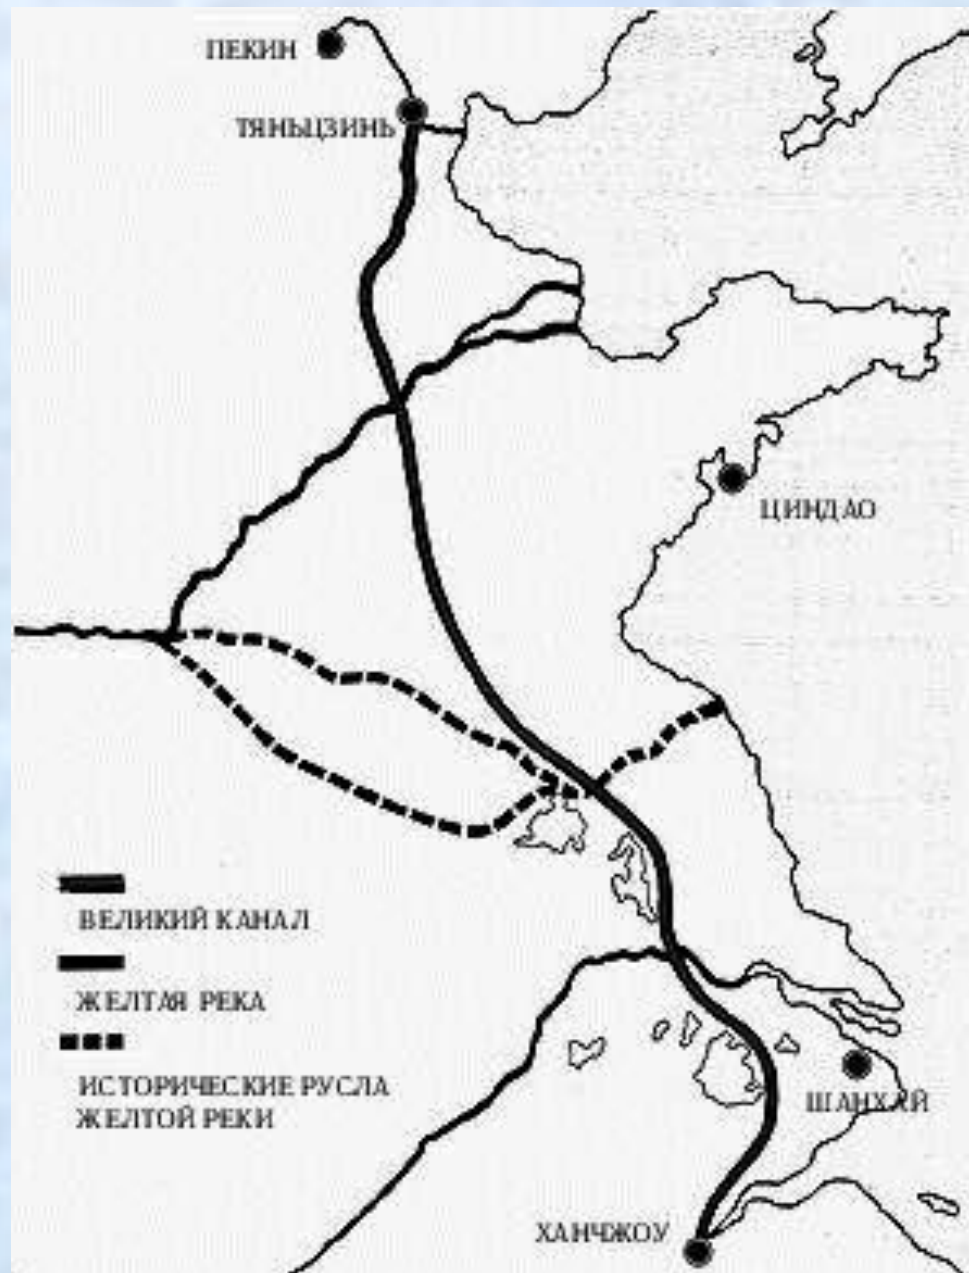 ПЕКИН
ТЯНЬЦЗИНЬ
ЦИНДАО
ВЕЛИКИЙ КАНАЛ
ЖЕЛТАЯ РЕКА
ИСТОРИЧЕСКИЕ РУСЛА
ЖЕЛТОЙ РЕКИ
ШАНХАЙ
ХАНЧЖОУ